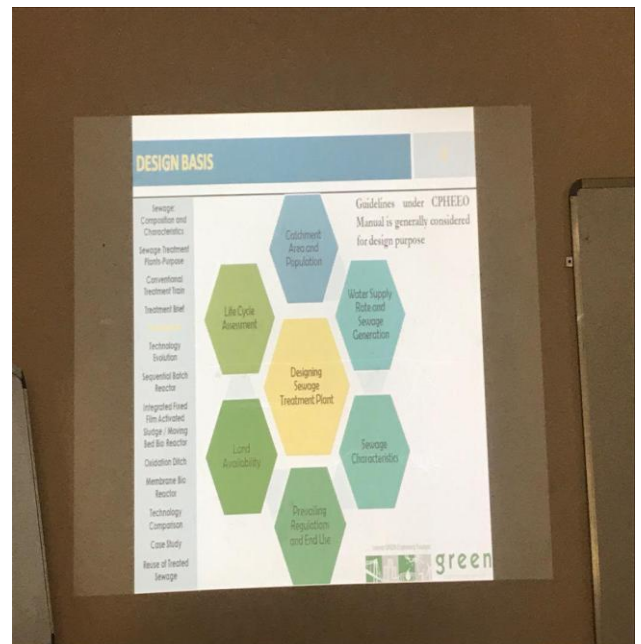 DESIGN BASIS
Sewage:
Composition and
Characteristics
Sewage Treatment
Plants-Purpose
Conventional
Treatment Train
Treatment Brief
Technology
Evolution
Sequential Batch
Reactor
Integrated Fixed
Film Activated
Sludge / Moving
Bed Bio-Reactor
Oxidation Ditch
Membrane Bio
Reactor
Technology
Comparison
Case Study
Reuse of Treated
Sewage
Guidelines under CPHEEO
Manual is generally considered
for design purpose
Catchment
Area and
Population
Water Supply
Rate and
Sewage
Generation
Sewage
Characteristics
Prevailing
Regulations
and End Use
Land
Availability
Life Cycle
Assessment
Designing
Sewage
Treatment Plant
green